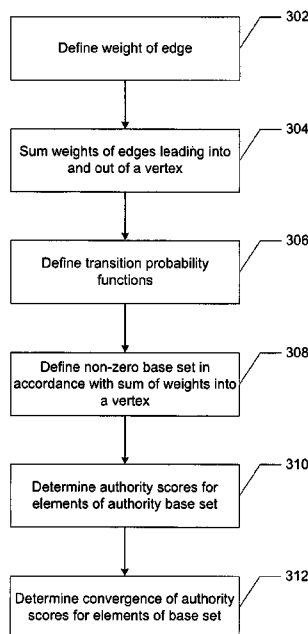 302
Define weight of edge
304
Sum weights of edges leading into
and out of a vertex
306
Define transition probability
functions
308
Define non-zero base set in
accordance with sum of weights into
a vertex
310
Determine authority scores for
elements of authority base set
312
Determine convergence of authority
scores for elements of base set